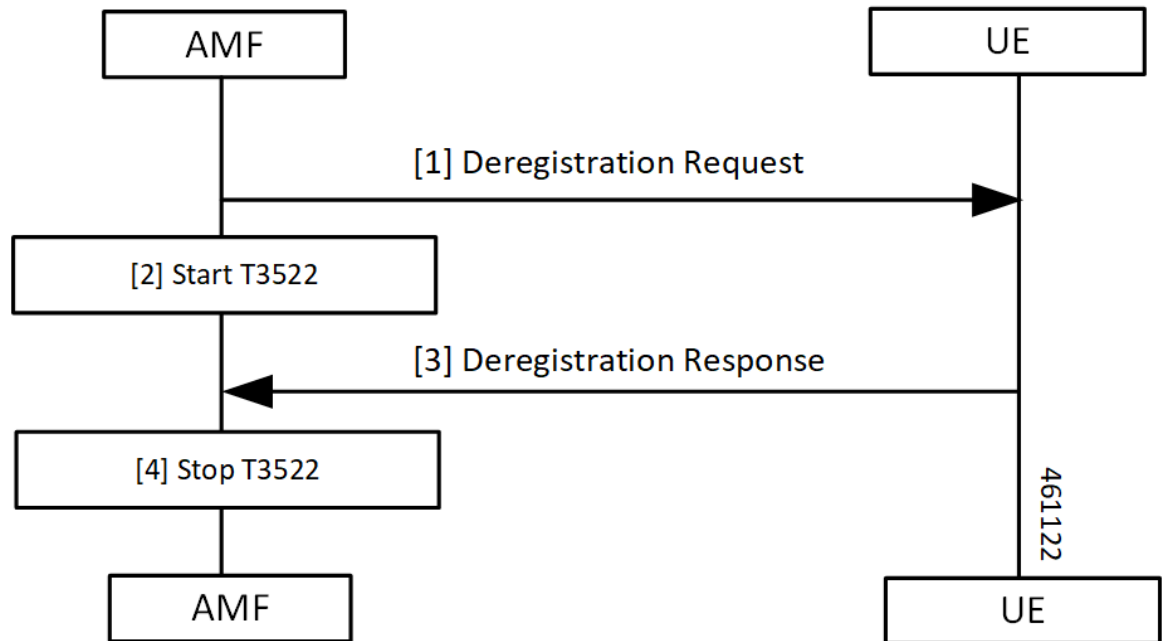 AMF
UE
[1] Deregistration Request
[2] Start T3522
[3] Deregistration Response
[4] Stop T3522
461122
AMF
UE